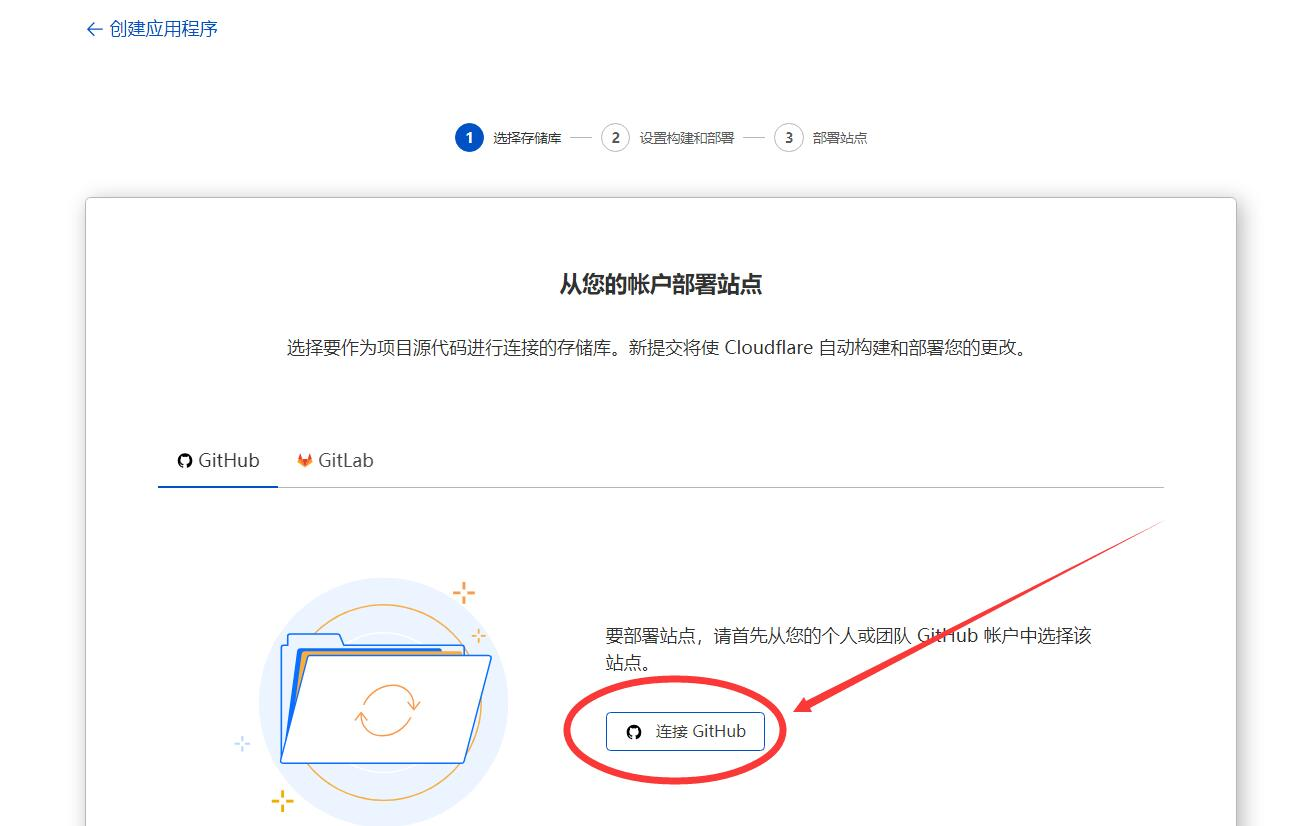 ← 创建应用程序
1 选择存储库 2 设置构建和部署 3 部署站点
从您的帐户部署站点
选择要作为项目源代码进行连接的存储库。新提交将使 Cloudflare 自动构建和部署您的更改。
GitHub GitLab
要部署站点，请首先从您的个人或团队 GitHub 帐户中选择该
站点。
连接 GitHub